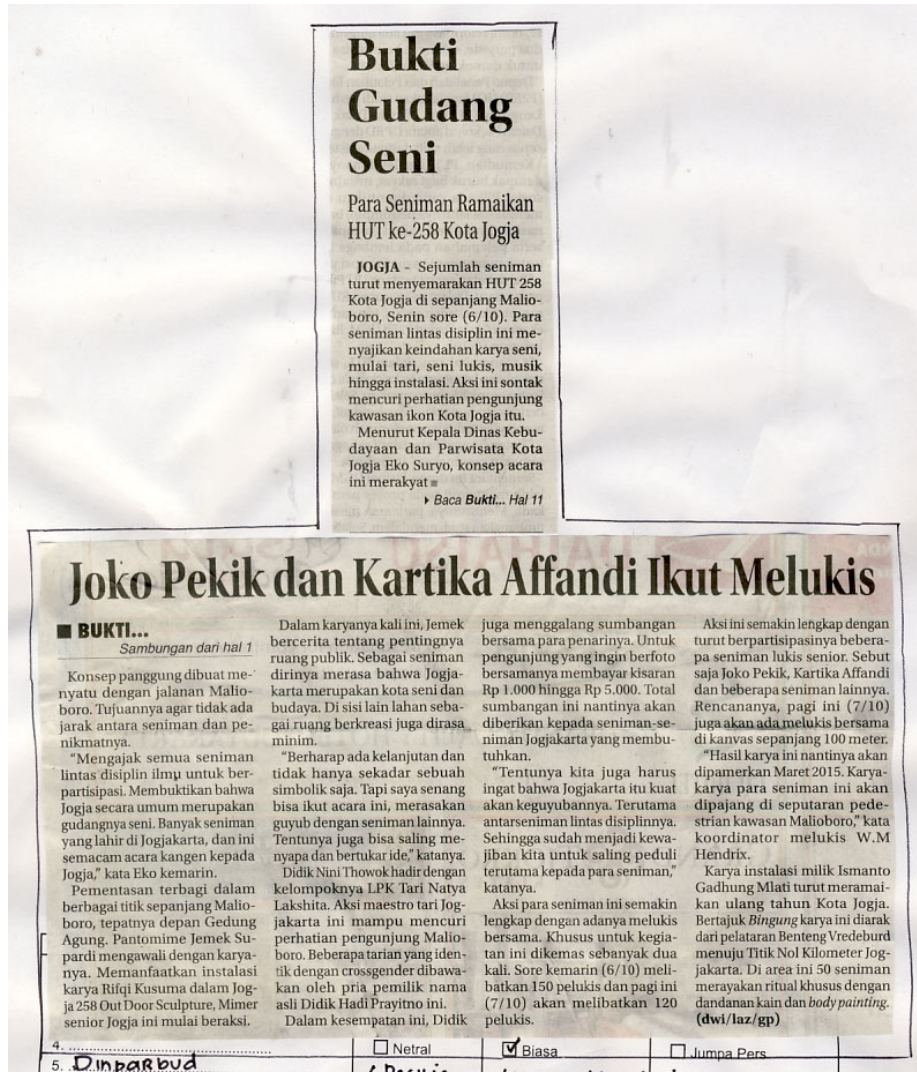 Bukti
Gudang
Seni
Para Seniman Ramaikan
HUT ke-258 Kota Jogja
JOGJA - Sejumlah seniman
turut menyemarakan HUT 258
Kota Jogja di sepanjang Malio-
boro, Senin sore (6/10). Para
seniman lintas disiplin ini me-
nyajikan keindahan karya seni,
mulai tari, seni lukis, musik
hingga instalasi. Aksi ini sontak
mencuri perhatian pengunjung
kawasan ikon Kota Jogja itu.
Menurut Kepala Dinas Kebu-
dayaan dan Parwisata Kota
Jogja Eko Suryo, konsep acara
ini merakyat
Baca Bukti... Hal 11
Joko Pekik dan Kartika Affandi Ikut Melukis
BUKTI...
Sambungan dari hal 1
Konsep panggung dibuat me-
nyatu dengan jalanan Malio-
boro. Tujuannya agar tidak ada
jarak antara seniman dan pe-
nikmatnya.
“Mengajak semua seniman
lintas disiplin ilmu untuk ber-
partisipasi. Membuktikan bahwa
Jogja secara umum merupakan
gudangnya seni. Banyak seniman
yang lahir di Jakarta, dan ini
semacam acara kangen kepada
Jogja,” kata Eko kemarin.
Pementasan terbagi dalam
berbagai titik sepanjang Malio-
boro, tepatnya depan Gedung
Agung. Pantomime Jemek Su-
pardi mengawali dengan karya-
nya. Memanfaatkan instalasi
karya Rifqi Kusuma dalam Jog-
ja 258 Out Door Sculpture, Mimer
senior Jogja ini mulai beraksi.
Dalam karyanya kali ini, Jemek
bercerita tentang pentingnya
ruang publik. Sebagai seniman
dirinya merasa bahwa Jogja-
karta merupakan kota seni dan
budaya. Di sisi lain lahan seba-
gai ruang berkreasi juga dirasa
minim.
“Berharap ada kelanjutan dan
tidak hanya sekadar sebuah
simbolik saja. Tapi saya senang
bisa ikut acara ini, merasakan
guyub dengan seniman lainnya.
Tentunya juga bisa saling me-
nyapa dan bertukar ide,” katanya.
Didik Nini Thowok hadir dengan
kelompoknya LPK Tari Natya
Lakshita. Aksi maestro tari Jog-
jakarta ini mampu mencuri
perhatian pengunjung Malio-
boro. Beberapa tarian yang iden-
tik dengan crossgender dibawa-
kan oleh pria pemilik nama
asli Didik Hadi Prayitno ini.
Dalam kesempatan ini, Didik
juga menggalang sumbangan
bersama para penarinya. Untuk
pengunjung yang ingin berfoto
bersamanya membayar kisaran
Rp 1.000 hingga Rp 5.000. Total
sumbangan ini nantinya akan
diberikan kepada seniman-se-
niman Jogjakarta yang membu-
tuhkan.
“Tentunya kita juga harus
ingat bahwa Jogjakarta itu kuat
akan keguyubannya. Terutama
antarseniman lintas disiplinnya.
Sehingga sudah menjadi kewa-
jiban kita untuk saling peduli
terutama kepada para seniman,”
katanya.
Aksi para seniman ini semakin
lengkap dengan adanya melukis
bersama. Khusus untuk kegia-
tan ini dikemas sebanyak dua
kali. Sore kemarin (6/10) meli-
batkan 150 pelukis dan pagi ini
(7/10) akan melibatkan 120
pelukis.
Aksi ini semakin lengkap dengan
turut berpartisipasinya bebera-
pa seniman lukis senior. Sebut
saja Joko Pekik, Kartika Affandi
dan beberapa seniman lainnya.
Rencananya, pagi ini (7/10)
juga akan ada melukis bersama
di kanvas sepanjang 100 meter.
“Hasil karya ini nantinya akan
dipamerkan Maret 2015. Karya-
karya para seniman ini akan
dipajang di seputaran pede-
strian kawasan Malioboro,” kata
koordinator melukis W.M
Hendrix.
Karya instalasi milik Ismanto
Gadhung Mlati turut meramai-
kan ulang tahun Kota Jogja.
Bertajuk Bingung karya ini diarak
dari pelataran Benteng Vredeburd
menuju Titik Nol Kilometer Jog-
jakarta. Di area ini 50 seniman
merayakan ritual khusus dengan
dandanan kain dan body painting.
(dwi/laz/gp)
4. Netral Biasa Jumpa Pers
5. Dinparbud